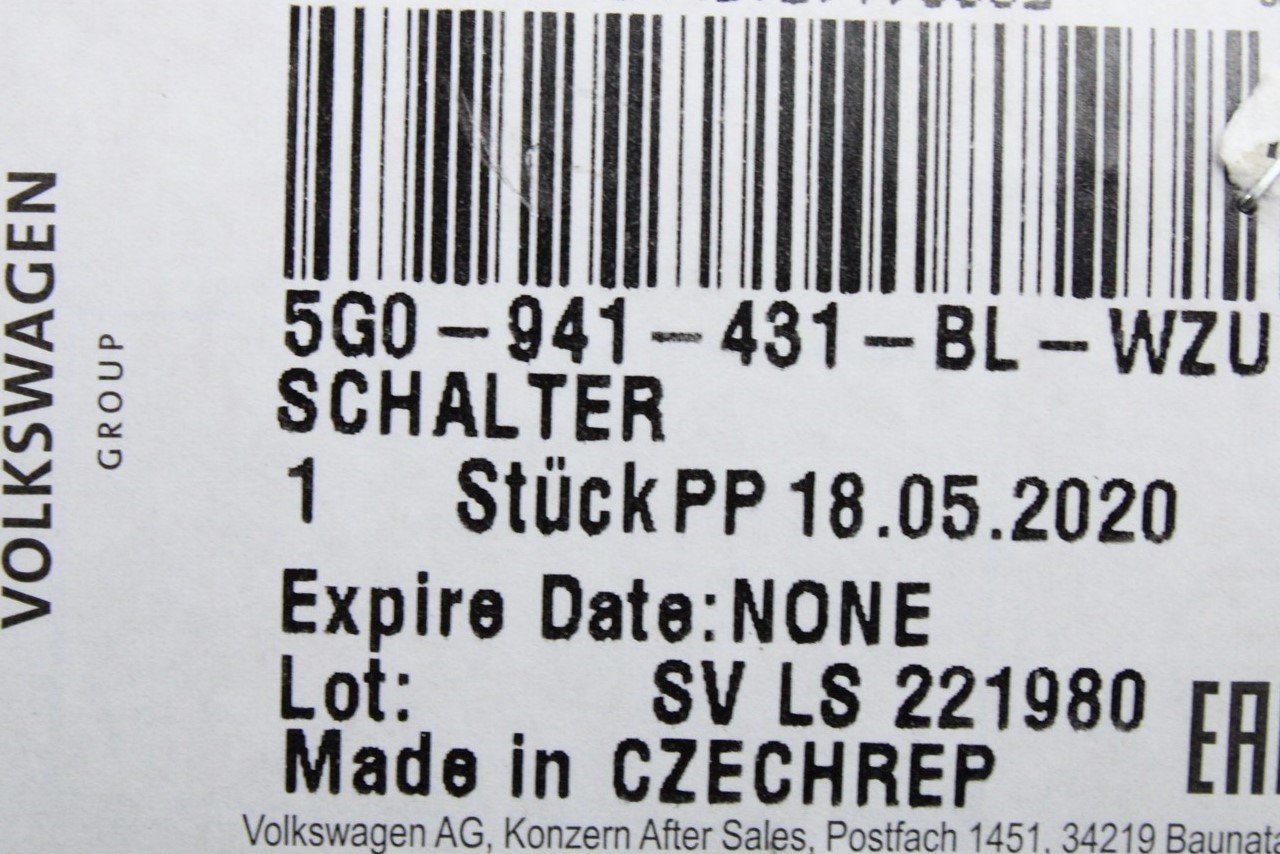 VOLKSWAGEN
GROUP
5G0-941-431-BL-WZU
SCHALTER
1 Stück PP 18.05.2020
Expire Date:NONE
Lot: SV LS 221980
Made in CZECHREP
Volkswagen AG, Konzern After Sales, Postfach 1451, 34219 Baunata